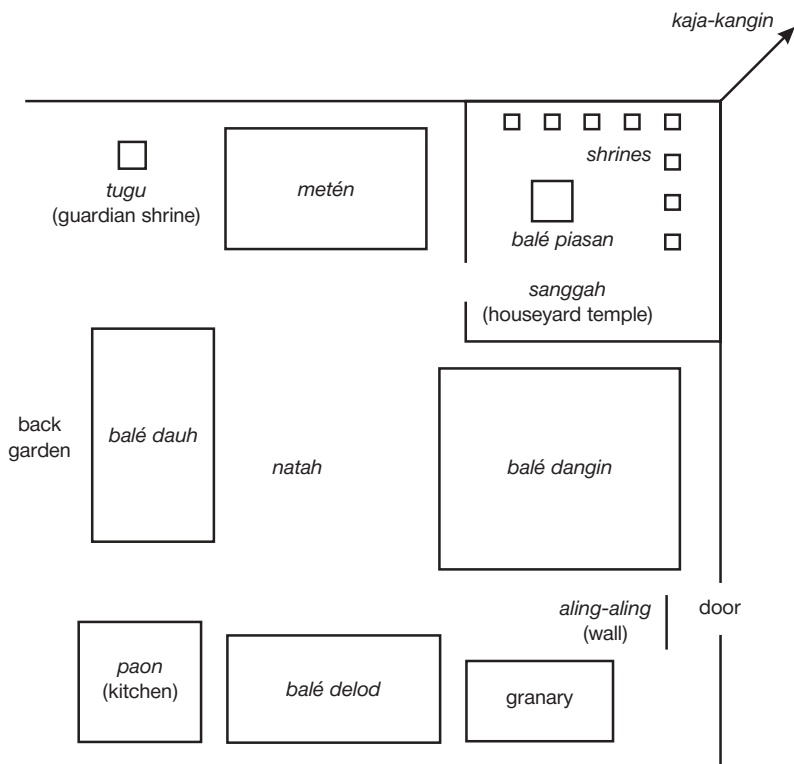 kaja-kangin
tugu
(guardian shrine)
metén
shrines
balé piasan
sanggah
(houseyard temple)
back
garden
balé dauh
natah
balé dangin
aling-aling
(wall)
door
paon
(kitchen)
balé delod
granary